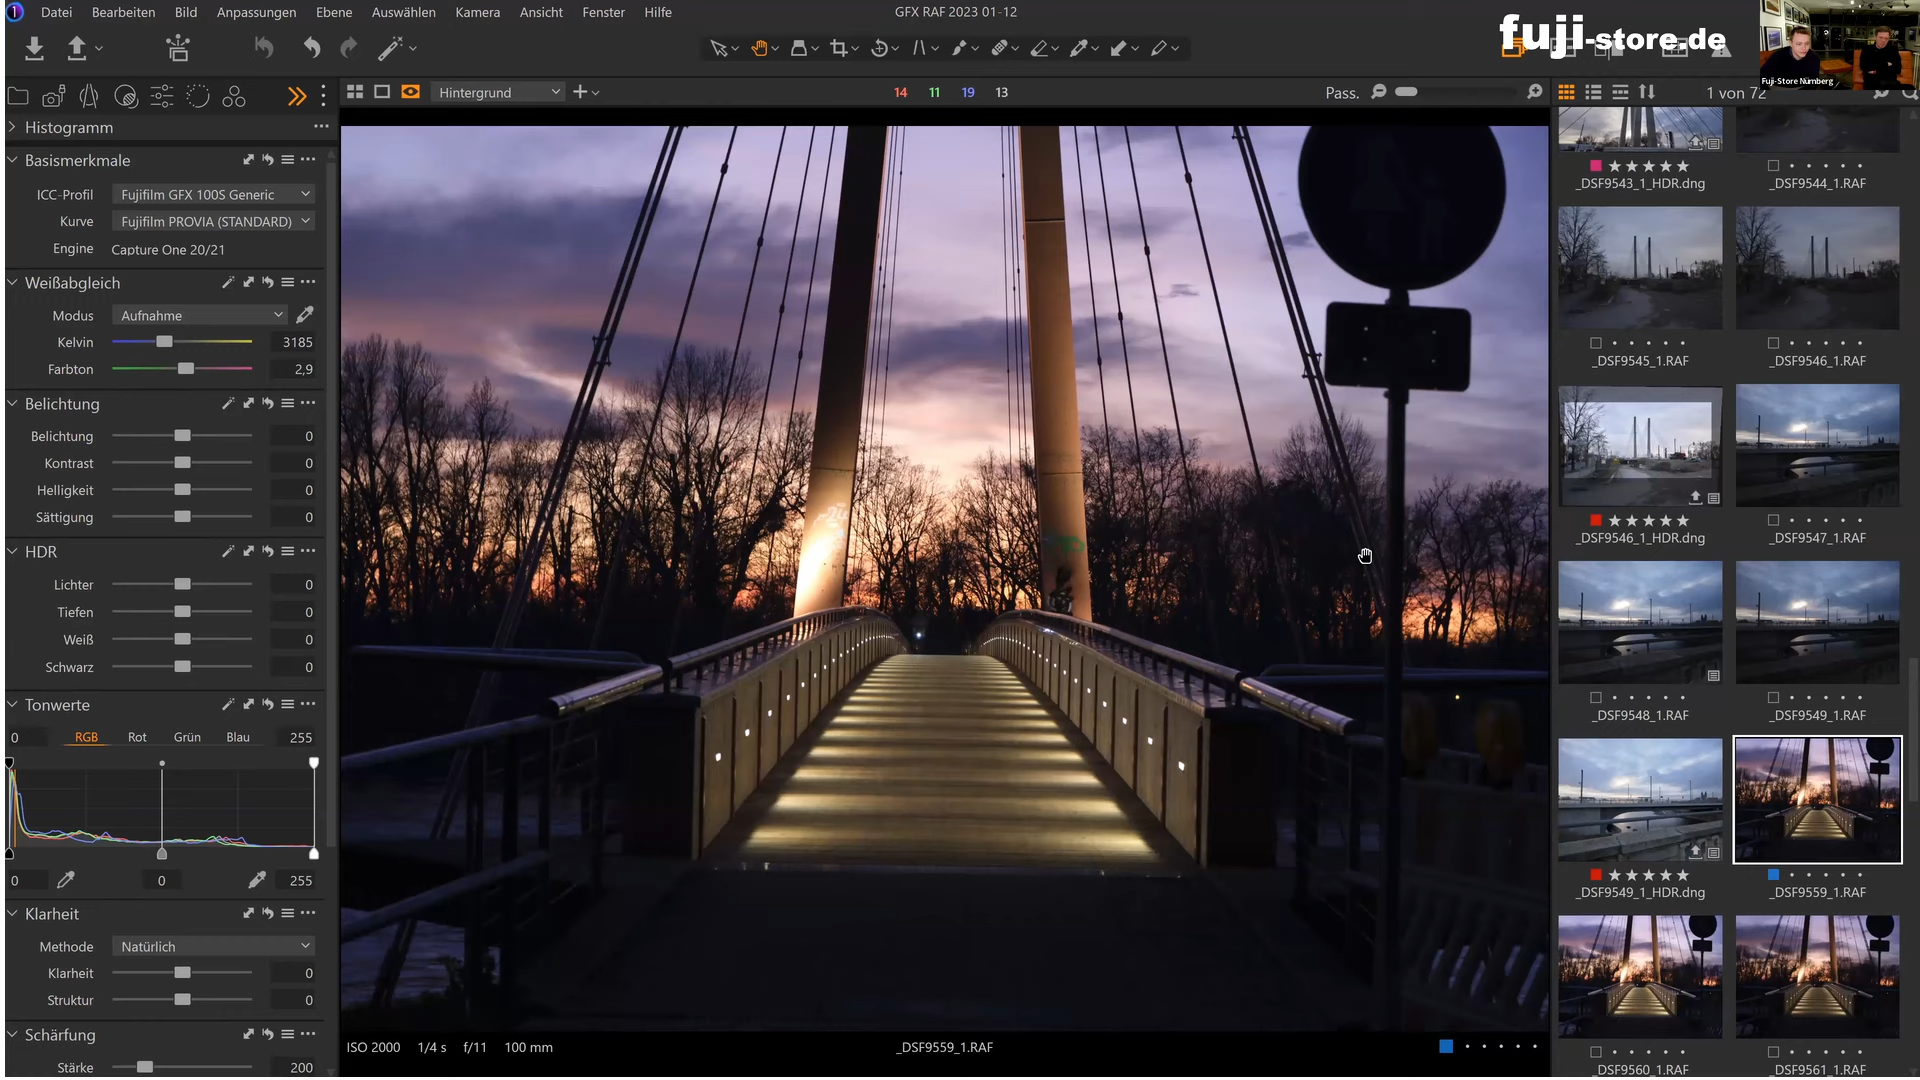 Datei Bearbeiten Bild Anpassungen Ebene Auswählen Kamera Ansicht Fenster Hilfe
GFX RAF 2023 01-12
fuji-store.de
Fuji-Store Nürnberg
Hintergrund
14 11 19 13
Pass.
1 von 72
Histogramm
Basismerkmale
ICC-Profil Fujifilm GFX 100S Generic
Kurve Fujifilm PROVIA (STANDARD)
Engine Capture One 20/21
Weißabgleich
Modus Aufnahme
Kelvin 3185
Farbton 2,9
Belichtung
Belichtung 0
Kontrast 0
Helligkeit 0
Sättigung 0
HDR
Lichter 0
Tiefen 0
Weiß 0
Schwarz 0
Tonwerte
0 RGB Rot Grün Blau 255
0 0 255
Klarheit
Methode Natürlich
Klarheit 0
Struktur 0
Schärfung
Stärke 200
ISO 2000 1/4 s f/11 100 mm
_DSF9559_1.RAF
_DSF9543_1_HDR.dng
_DSF9544_1.RAF
_DSF9545_1.RAF
_DSF9546_1.RAF
_DSF9546_1_HDR.dng
_DSF9547_1.RAF
_DSF9548_1.RAF
_DSF9549_1.RAF
_DSF9549_1_HDR.dng
_DSF9559_1.RAF
_DSF9560_1.RAF
_DSF9561_1.RAF